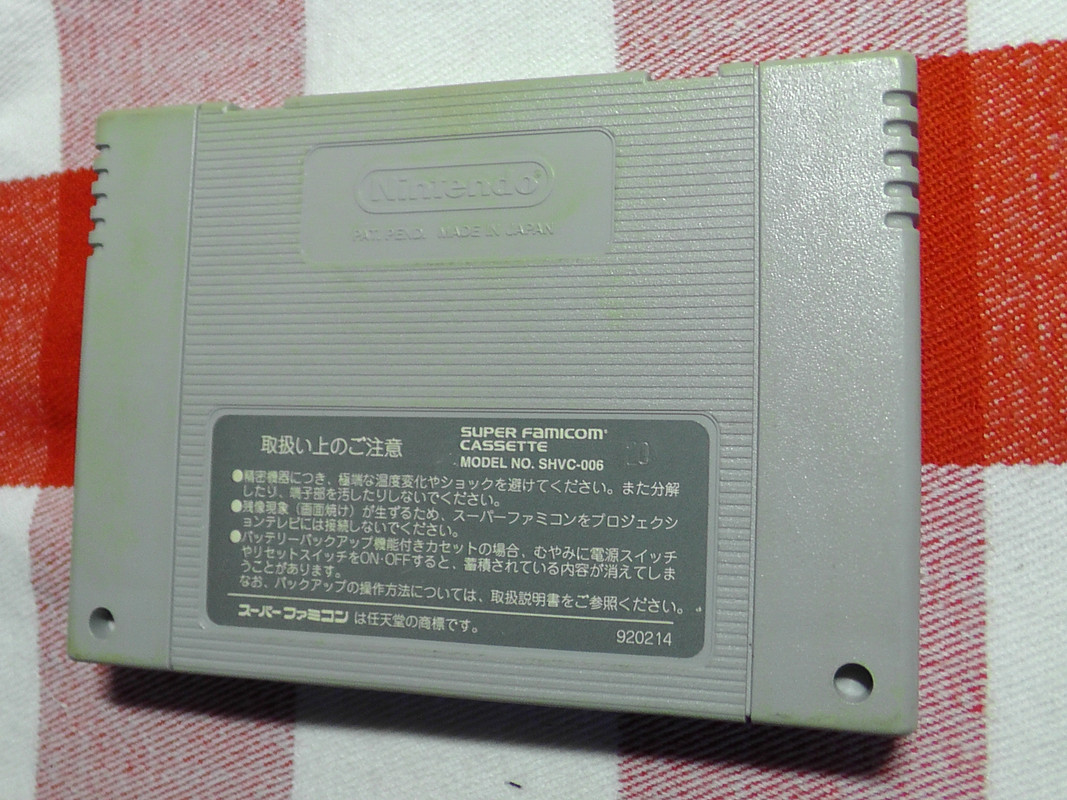 Nintendo®
PAT. PEND. MADE IN JAPAN
取扱い上のご注意
SUPER FAMICOM®
CASSETTE
MODEL NO. SHVC-006
20
●精密機器につき、極端な温度変化やショックを避けてください。また分解
したり、端子部を汚したりしないでください。
●残像現象（画面焼け）が生ずるため、スーパーファミコンをプロジェクシ
ョンテレビには接続しないでください。
●バッテリーバックアップ機能付きカセットの場合、むやみに電源スイッチ
やリセットスイッチをON・OFFすると、蓄積されている内容が消えてしま
うことがあります。
なお、バックアップの操作方法については、取扱説明書をご参照ください。
スーパーファミコン は任天堂の商標です。
920214